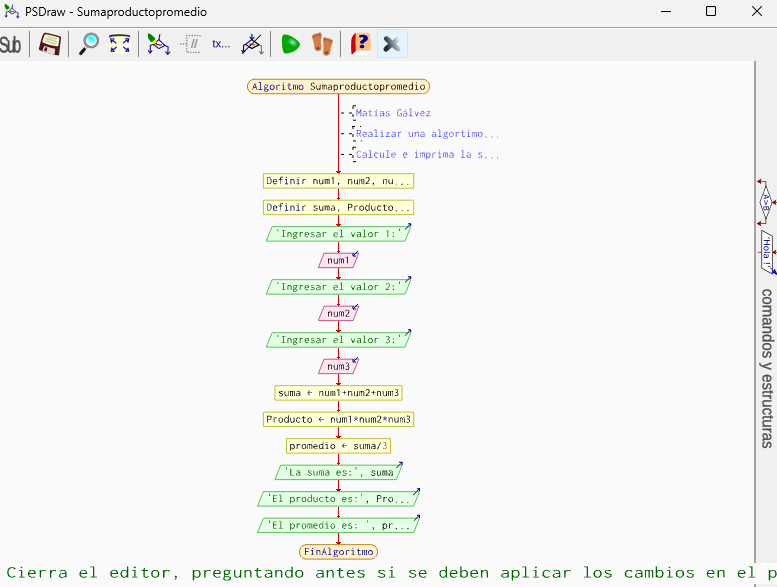 PSDraw - Sumaproductopromedio
Sub
tx...
Algoritmo Sumaproductopromedio
Matias Gálvez
Realizar una algortimo...
Calcule e imprima la s...
Definir num1, num2, nu...
Definir suma, Producto...
'Ingresar el valor 1:'
num1
'Ingresar el valor 2:'
num2
'Ingresar el valor 3:'
num3
suma ← num1+num2+num3
Producto ← num1*num2*num3
promedio ← suma/3
'La suma es:', suma
'El producto es:', Pro...
'El promedio es: ', pr...
FinAlgoritmo
A>B
'Hola !'
comandos y estructuras
Cierra el editor, preguntando antes si se deben aplicar los cambios en el p